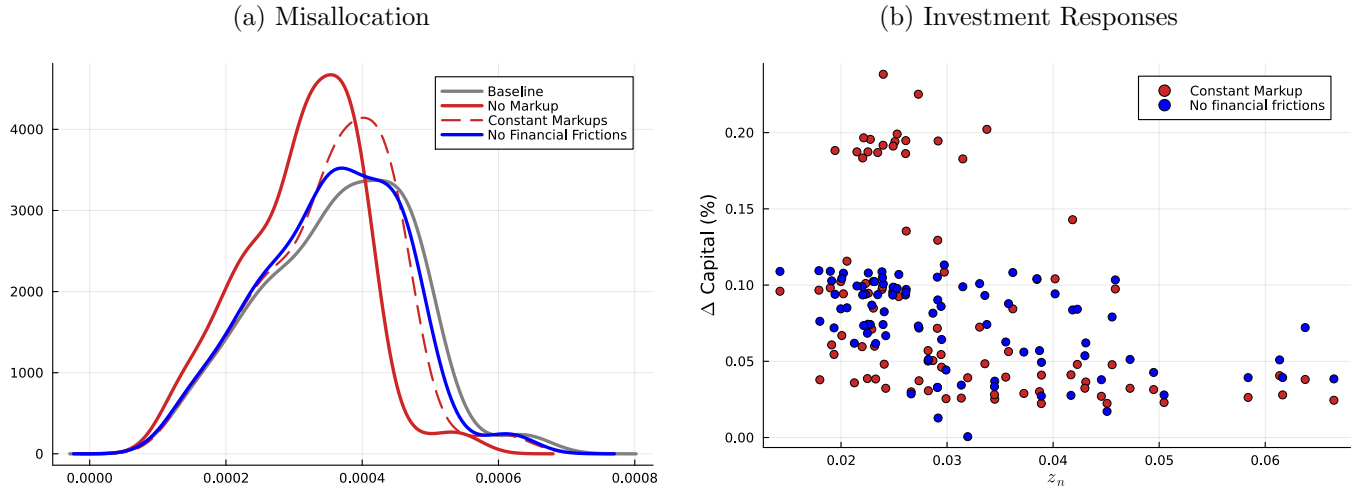 (a) Misallocation
Baseline
No Markup
Constant Markups
No Financial Frictions
4000
3000
2000
1000
0
0.0000
0.0002
0.0004
0.0006
0.0008
(b) Investment Responses
Constant Markup
No financial frictions
Δ Capital (%)
0.20
0.15
0.10
0.05
0.00
0.02
0.03
0.04
0.05
0.06
z_n